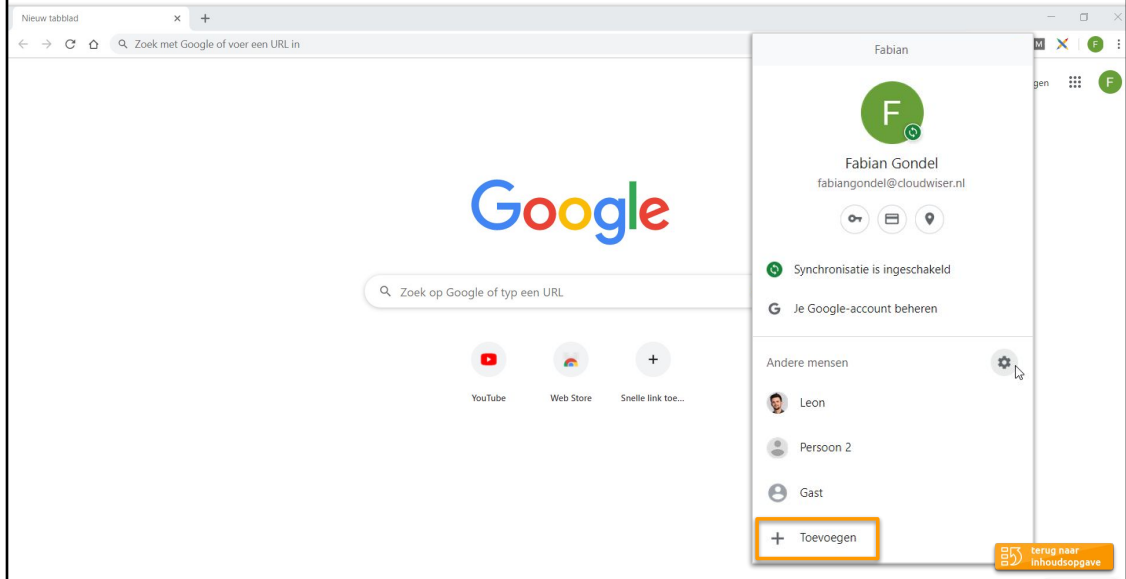 Nieuw tabblad
Zoek met Google of voer een URL in
M
F
Fabian
gen
F
F
Fabian Gondel
fabiangondel@cloudwiser.nl
Google
Synchronisatie is ingeschakeld
Zoek op Google of typ een URL
G Je Google-account beheren
Andere mensen
YouTube
Web Store
Snelle link toe...
Leon
Persoon 2
Gast
Toevoegen
terug naar
inhoudsopgave